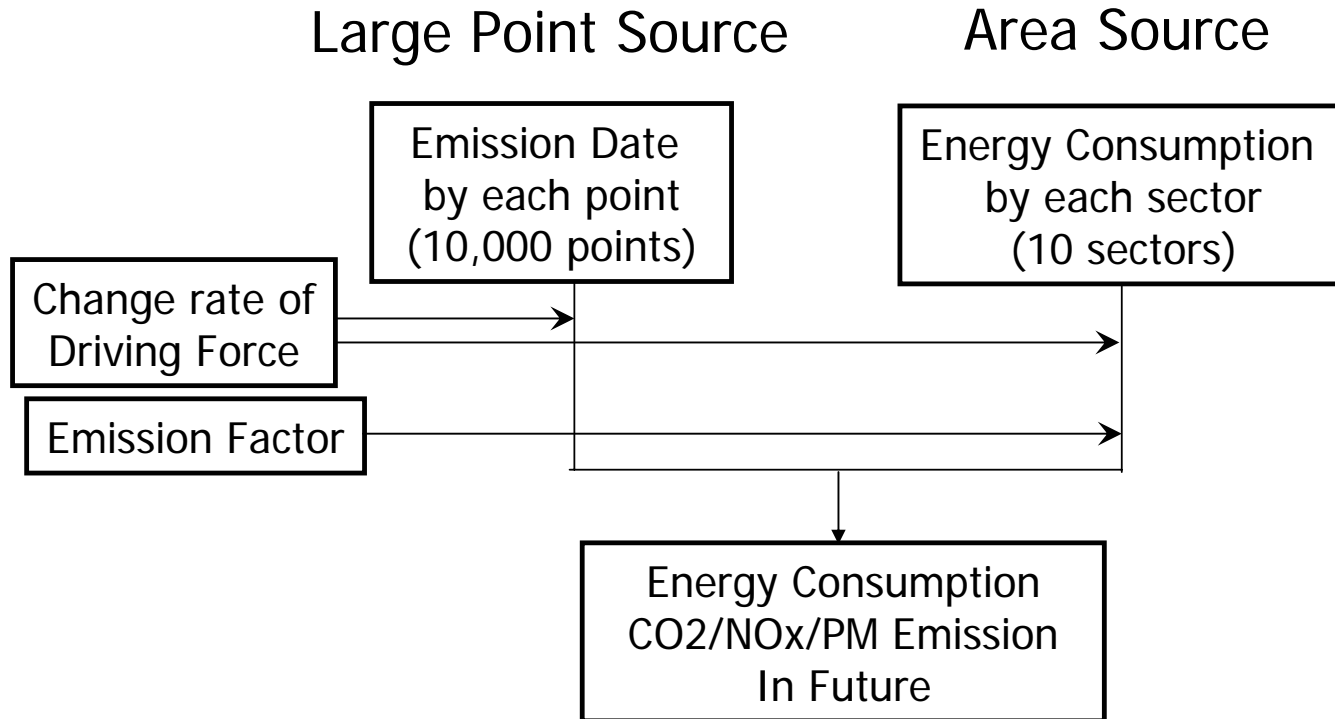 Large Point Source
Area Source
Emission Date
by each point
(10,000 points)
Energy Consumption
by each sector
(10 sectors)
Change rate of
Driving Force
Emission Factor
Energy Consumption
CO2/NOx/PM Emission
In Future